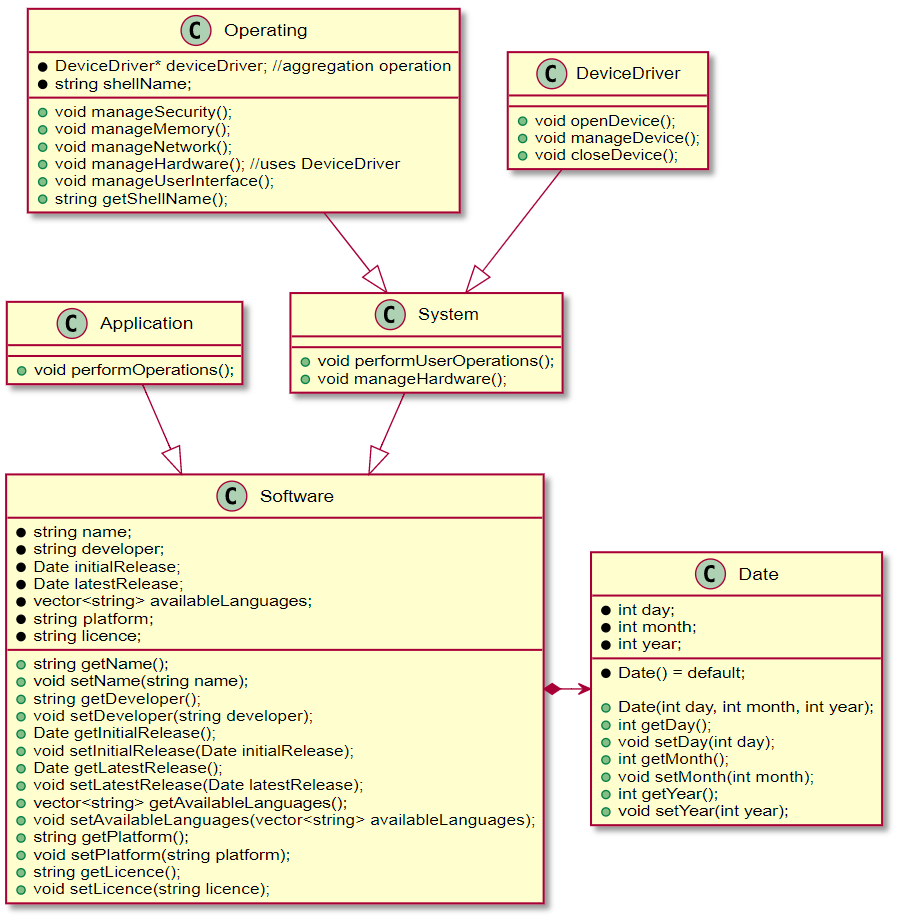 C Operating
DeviceDriver* deviceDriver; //aggregation operation
string shellName;
void manageSecurity();
void manageMemory();
void manageNetwork();
void manageHardware(); //uses DeviceDriver
void manageUserInterface();
string getShellName();
C DeviceDriver
void openDevice();
void manageDevice();
void closeDevice();
C Application
void performOperations();
C System
void performUserOperations();
void manageHardware();
C Software
string name;
string developer;
Date initialRelease;
Date latestRelease;
vector<string> availableLanguages;
string platform;
string licence;
string getName();
void setName(string name);
string getDeveloper();
void setDeveloper(string developer);
Date getInitialRelease();
void setInitialRelease(Date initialRelease);
Date getLatestRelease();
void setLatestRelease(Date latestRelease);
vector<string> getAvailableLanguages();
void setAvailableLanguages(vector<string> availableLanguages);
string getPlatform();
void setPlatform(string platform);
string getLicence();
void setLicence(string licence);
C Date
int day;
int month;
int year;
Date() = default;
Date(int day, int month, int year);
int getDay();
void setDay(int day);
int getMonth();
void setMonth(int month);
int getYear();
void setYear(int year);